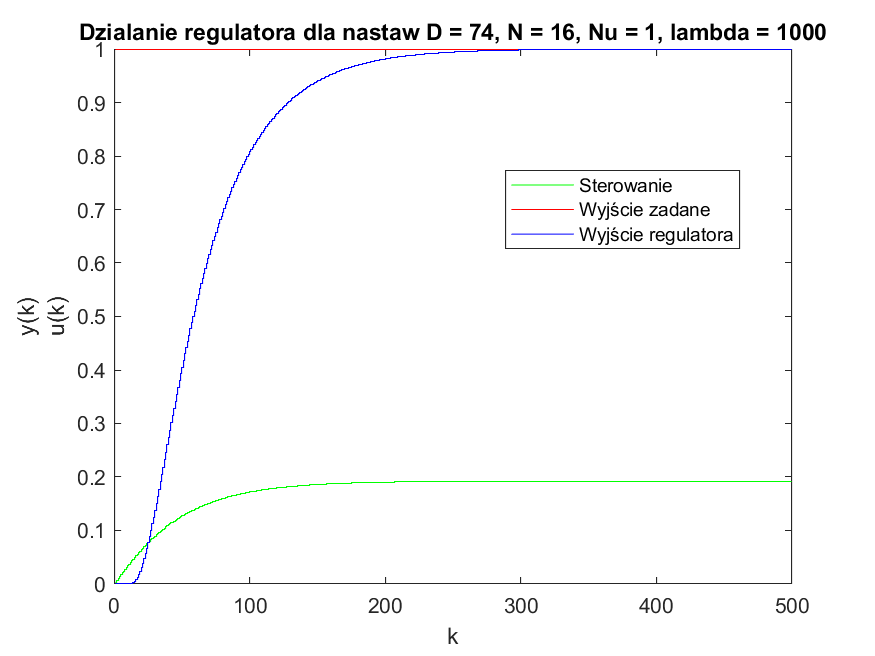 Dzialanie regulatora dla nastaw D = 74, N = 16, Nu = 1, lambda = 1000
1
0.9
0.8
0.7
0.6
0.5
0.4
0.3
0.2
0.1
0
y(k)
u(k)
Sterowanie
Wyjście zadane
Wyjście regulatora
0
100
200
300
400
500
k